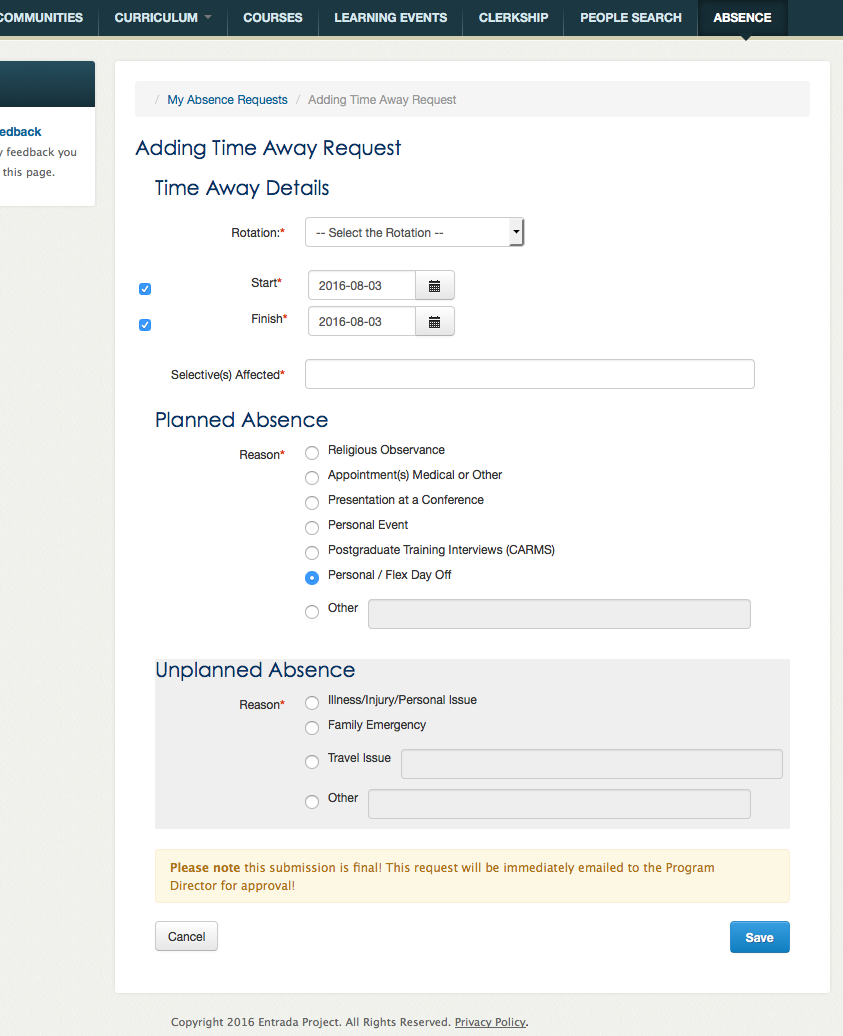 COMMUNITIES CURRICULUM COURSES LEARNING EVENTS CLERKSHIP PEOPLE SEARCH ABSENCE
/ My Absence Requests / Adding Time Away Request
edback
y feedback you
this page.
Adding Time Away Request
Time Away Details
Rotation:* -- Select the Rotation --
Start* 2016-08-03
Finish* 2016-08-03
Selective(s) Affected*
Planned Absence
Reason* Religious Observance
Appointment(s) Medical or Other
Presentation at a Conference
Personal Event
Postgraduate Training Interviews (CARMS)
Personal / Flex Day Off
Other
Unplanned Absence
Reason* Illness/Injury/Personal Issue
Family Emergency
Travel Issue
Other
Please note this submission is final! This request will be immediately emailed to the Program
Director for approval!
Cancel Save
Copyright 2016 Entrada Project. All Rights Reserved. Privacy Policy.